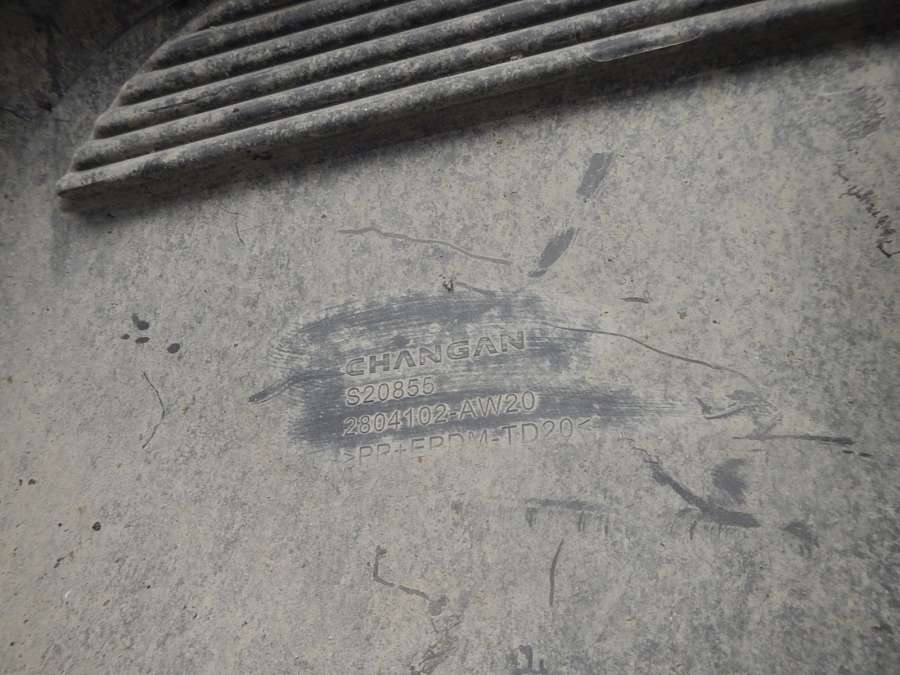 CHANGAN
S20855
2804102-AW20
>PP+EPDM-TD20<